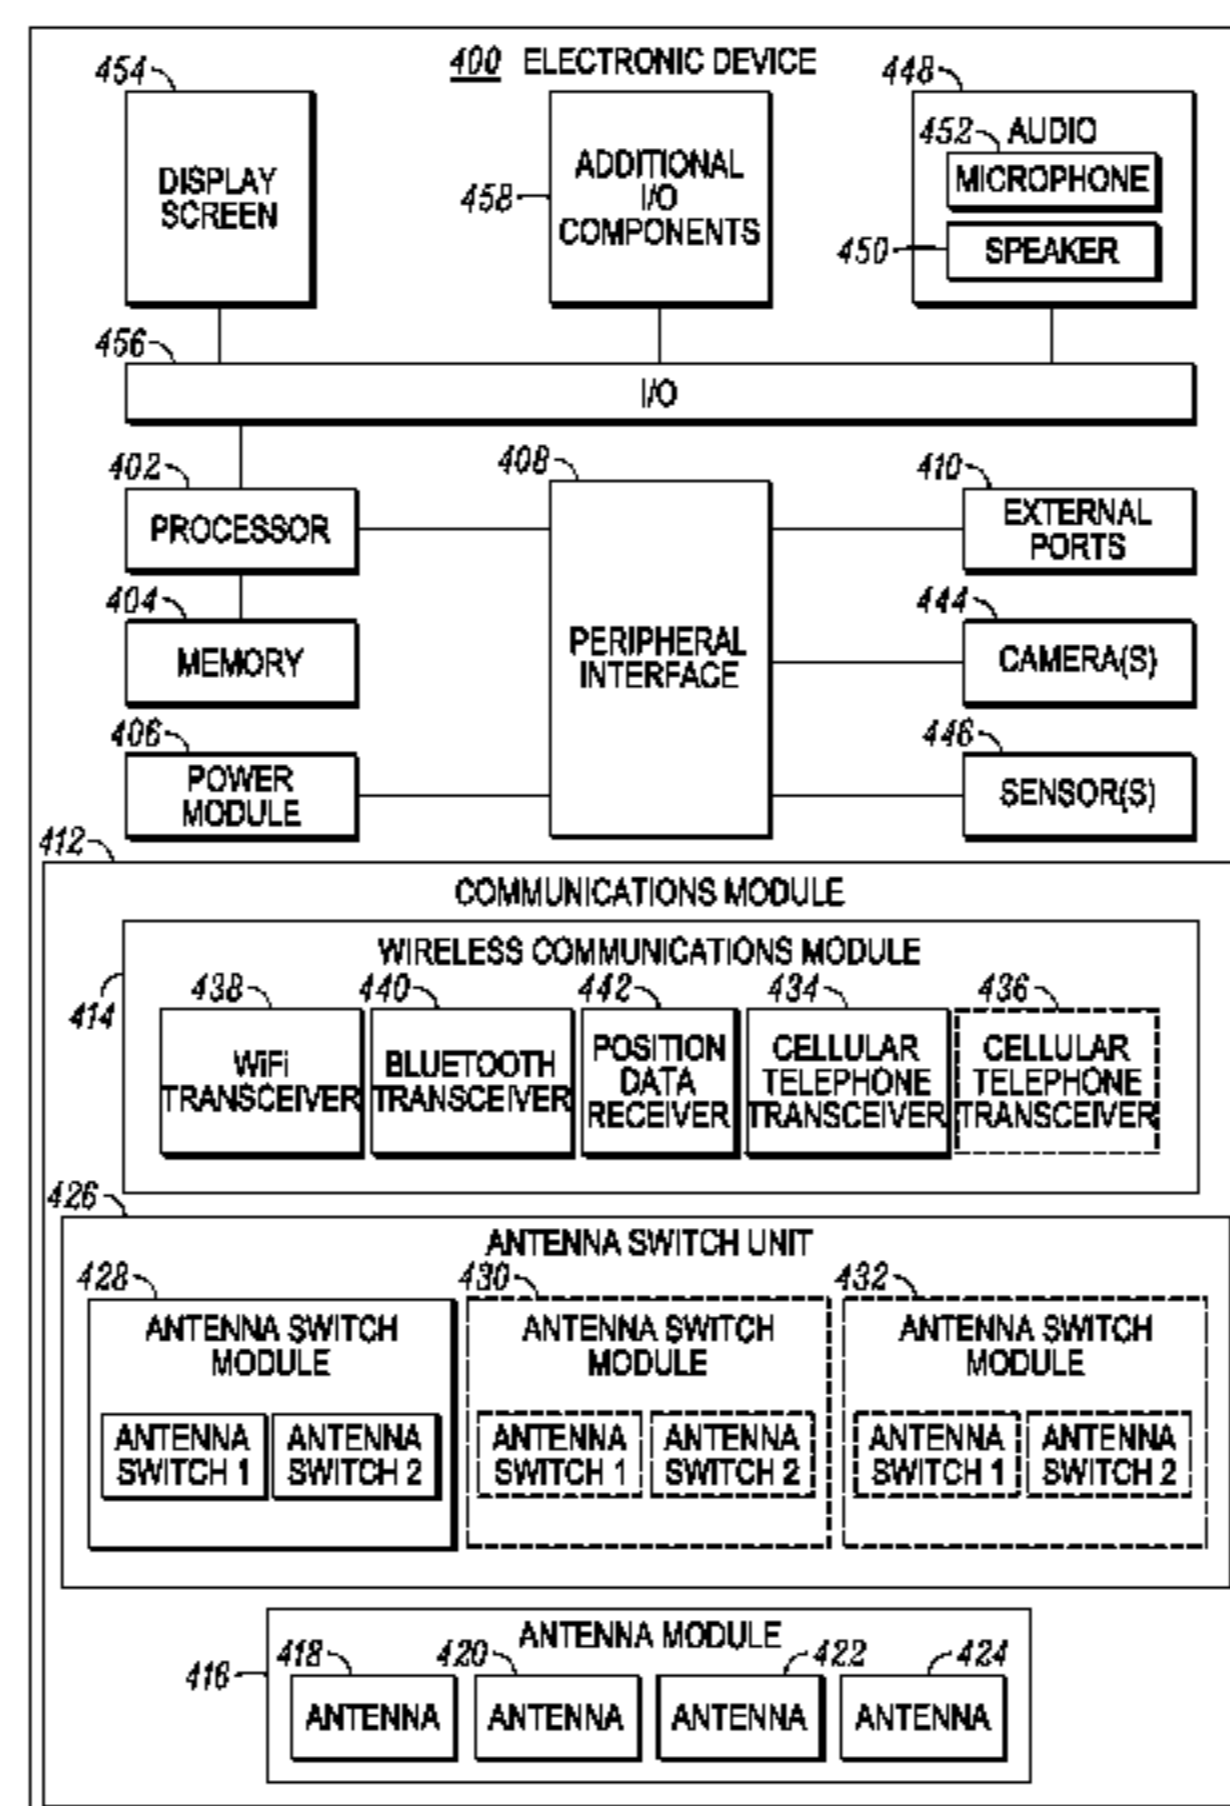 400 ELECTRONIC DEVICE
454
DISPLAY
SCREEN
458
ADDITIONAL
I/O
COMPONENTS
448
AUDIO
452
MICROPHONE
450
SPEAKER
456
I/O
402
PROCESSOR
408
PERIPHERAL
INTERFACE
410
EXTERNAL
PORTS
404
MEMORY
444
CAMERA(S)
406
POWER
MODULE
446
SENSOR(S)
412
COMMUNICATIONS MODULE
414
WIRELESS COMMUNICATIONS MODULE
438
WiFi
TRANSCEIVER
440
BLUETOOTH
TRANSCEIVER
442
POSITION
DATA
RECEIVER
434
CELLULAR
TELEPHONE
TRANSCEIVER
436
CELLULAR
TELEPHONE
TRANSCEIVER
426
ANTENNA SWITCH UNIT
428
ANTENNA SWITCH
MODULE
ANTENNA
SWITCH 1
ANTENNA
SWITCH 2
430
ANTENNA SWITCH
MODULE
ANTENNA
SWITCH 1
ANTENNA
SWITCH 2
432
ANTENNA SWITCH
MODULE
ANTENNA
SWITCH 1
ANTENNA
SWITCH 2
416
ANTENNA MODULE
418
ANTENNA
420
ANTENNA
422
ANTENNA
424
ANTENNA